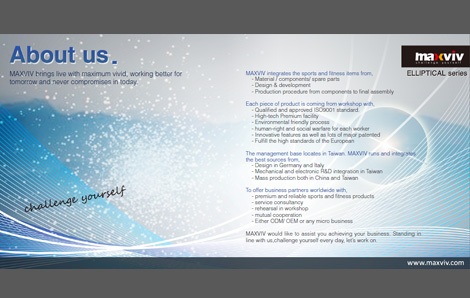 About us.
MAXVIV brings live with maximum vivid, working better for
tomorrow and never compromises in today.
challenge yourself
maxviv
challenge yourself
ELLIPTICAL series
MAXVIV integrates the sports and fitness items from,
- Material / components/ spare parts
- Design & development
- Production procedure from components to final assembly
Each piece of product is coming from workshop with,
- Qualified and approved ISO9001 standard.
- High-tech Premium facility
- Environmental friendly process
- human-right and social warfare for each worker
- Innovative features as well as lots of major patented
- Fulfill the high standards of the European
The management base locates in Taiwan. MAXVIV runs and integrates
the best sources from,
- Design in Germany and Italy
- Mechanical and electronic R&D integrasion in Taiwan
- Mass production both in China and Taiwan
To offer business partners worldwide with,
- premium and reliable sports and fitness products
- service consultancy
- rehearsal in workshop
- mutual cooperation
- Either ODM/ OEM or any micro business
MAXVIV would like to assist you achieving your business. Standing in
line with us,challenge yourself every day, let's work on.
www.maxviv.com